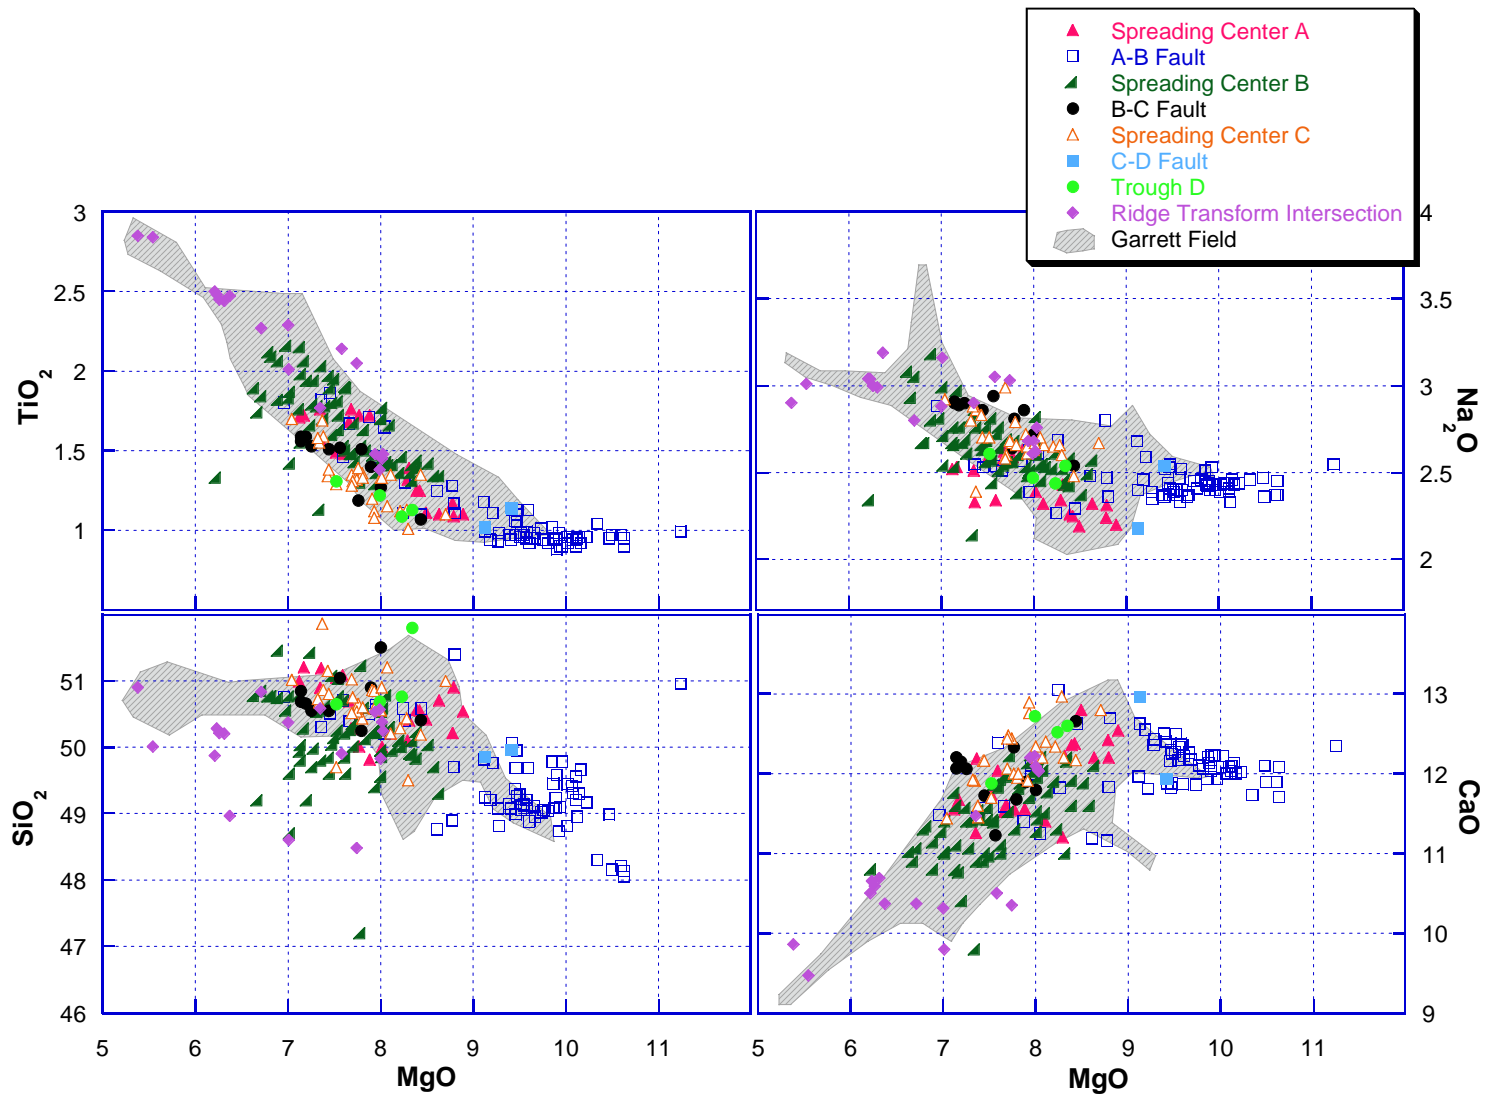 Spreading Center A
A-B Fault
Spreading Center B
B-C Fault
Spreading Center C
C-D Fault
Trough D
Ridge Transform Intersection
Garrett Field
3
2.5
2
1.5
1
TiO2
4
3.5
3
2.5
2
Na2O
51
50
49
48
47
46
SiO2
13
12
11
10
9
CaO
5 6 7 8 9 10 11
MgO
5 6 7 8 9 10 11
MgO